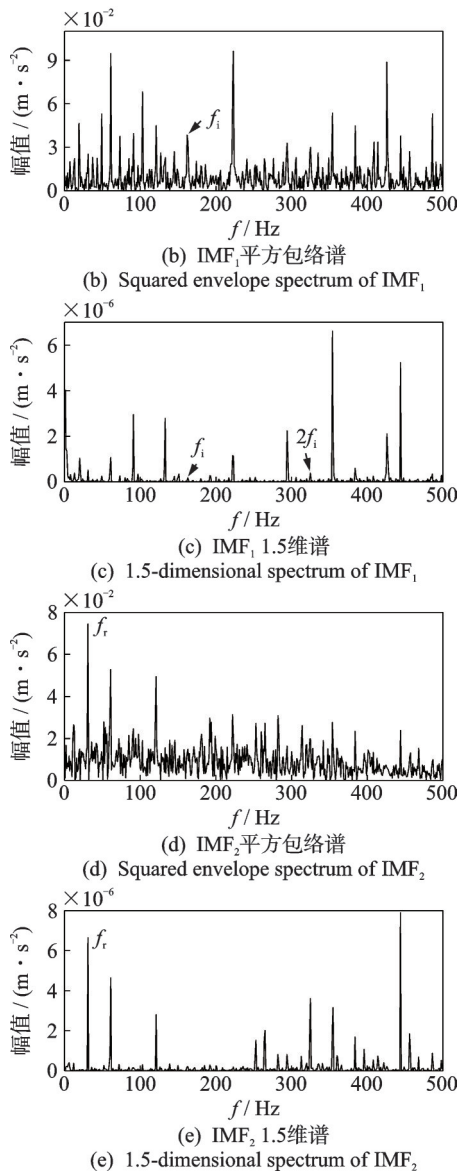 ×10⁻²
9
6
3
0
幅值 / (m・s⁻²)
fᵢ
0 100 200 300 400 500
f / Hz
(b) IMF₁平方包络谱
(b) Squared envelope spectrum of IMF₁
×10⁻⁶
6
4
2
0
幅值 / (m・s⁻²)
fᵢ
2fᵢ
0 100 200 300 400 500
f / Hz
(c) IMF₁ 1.5维谱
(c) 1.5-dimensional spectrum of IMF₁
×10⁻²
8
6
4
2
0
幅值 / (m・s⁻²)
fᵣ
0 100 200 300 400 500
f / Hz
(d) IMF₂平方包络谱
(d) Squared envelope spectrum of IMF₂
×10⁻⁶
8
6
4
2
0
幅值 / (m・s⁻²)
fᵣ
0 100 200 300 400 500
f / Hz
(e) IMF₂ 1.5维谱
(e) 1.5-dimensional spectrum of IMF₂